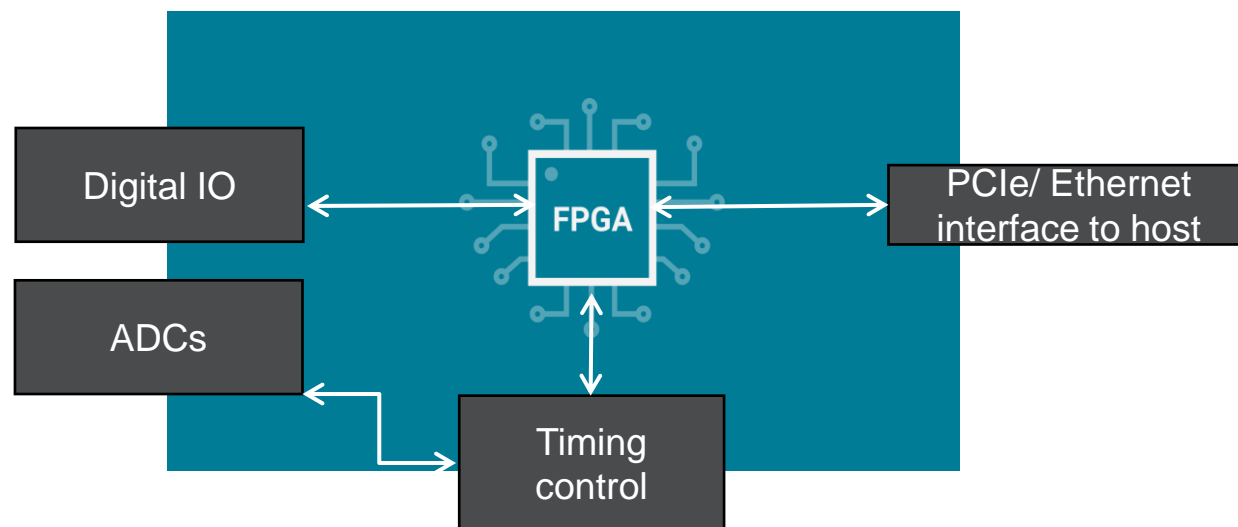 Digital IO
FPGA
PCIe/ Ethernet
interface to host
ADCs
Timing
control